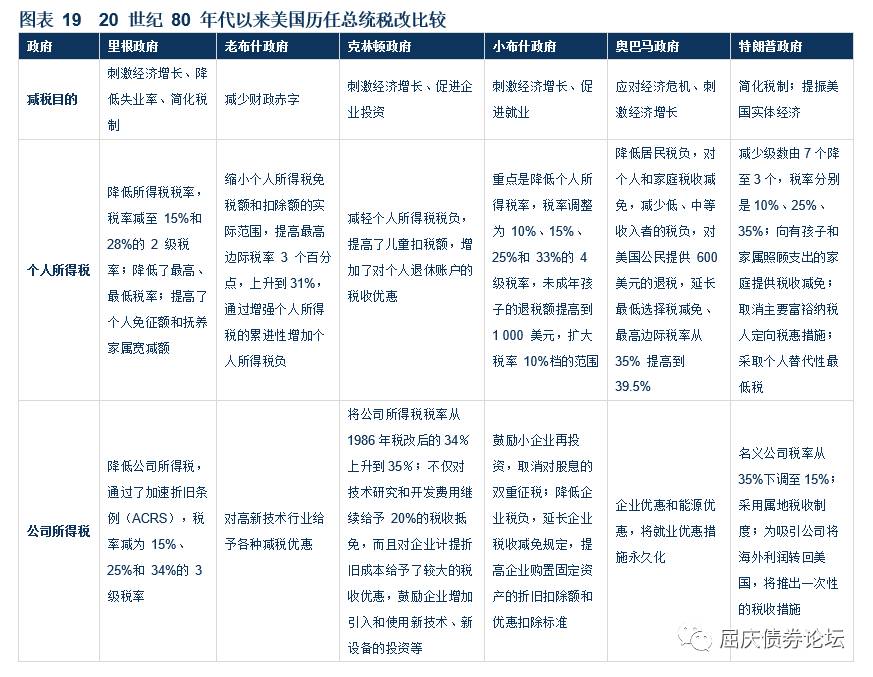 图表 19 20 世纪 80 年代以来美国历任总统税改比较
政府
里根政府
老布什政府
克林顿政府
小布什政府
奥巴马政府
特朗普政府
减税目的
刺激经济增长、降
低失业率、简化税
制
减少财政赤字
刺激经济增长、促进企
业投资
刺激经济增长、促
进就业
应对经济危机、刺
激经济增长
简化税制；提振美
国实体经济
个人所得税
降低所得税税率，
税率减至 15%和
28%的 2 级税
率；降低了最高、
最低税率；提高了
个人免征额和抚养
家属宽减额
缩小个人所得税免
税额和扣除额的实
际范围，提高最高
边际税率 3 个百分
点，上升到 31%，
通过增强个人所得
税的累进性增加个
人所得税负
减轻个人所得税税负，
提高了儿童扣税额，增
加了对个人退休账户的
税收优惠
重点是降低个人所
得税率，税率调整
为 10%、15%、
25%和 33%的 4
级税率，未成年孩
子的退税额提高到
1 000 美元，扩大
税率 10%档的范围
降低居民税负，对
个人和家庭税收减
免，减少低、中等
收入者的税负，对
美国公民提供 600
美元的退税，延长
最低选择税减免、
最高边际税率从
35% 提高到
39.5%
减少级数由 7 个降
至 3 个，税率分别
是 10%、25%、
35%；向有孩子和
家属照顾支出的家
庭提供税收减免；
取消主要富裕纳税
人定向税惠措施；
采取个人替代性最
低税
公司所得税
降低公司所得税，
通过了加速折旧条
例（ACRS），税
率减为 15%、
25%和 34%的 3
级税率
对高新技术行业给
予各种减税优惠
将公司所得税税率从
1986 年税改后的 34%
上升到 35%；不仅对
技术研究和开发费用继
续给予 20%的税收抵
免，而且对企业计提折
旧成本给予了较大的税
收优惠，鼓励企业增加
引入和使用新技术、新
设备的投资等
鼓励小企业再投
资，取消对股息的
双重征税；降低企
业税负，延长企业
税收减免规定，提
高企业购置固定资
产的折旧扣除额和
优惠扣除标准
企业优惠和能源优
惠，将就业优惠措
施永久化
名义公司税率从
35%下调至 15%；
采用属地税收制
度；为吸引公司将
海外利润转回美
国，将推出一次性
的税收措施
屈庆债券论坛